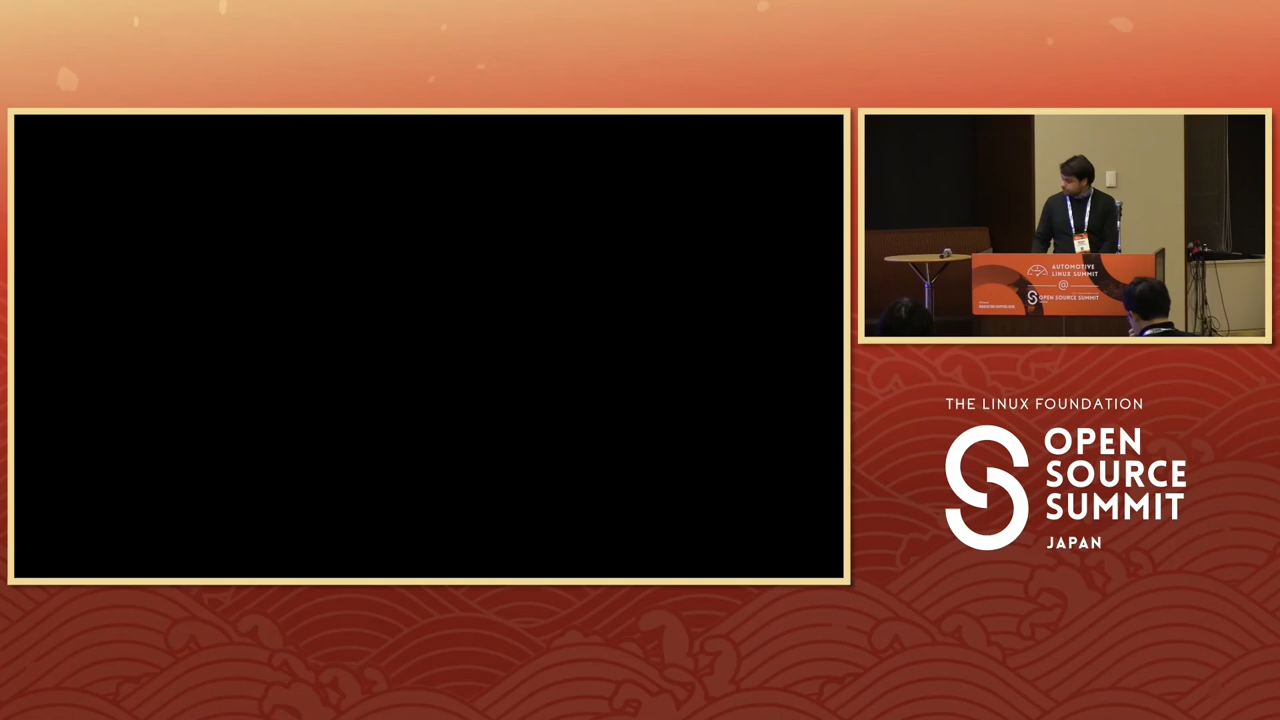 AUTOMOTIVE
LINUX SUMMIT
@
OPEN SOURCE SUMMIT
THE LINUX FOUNDATION
OPEN
SOURCE
SUMMIT
JAPAN